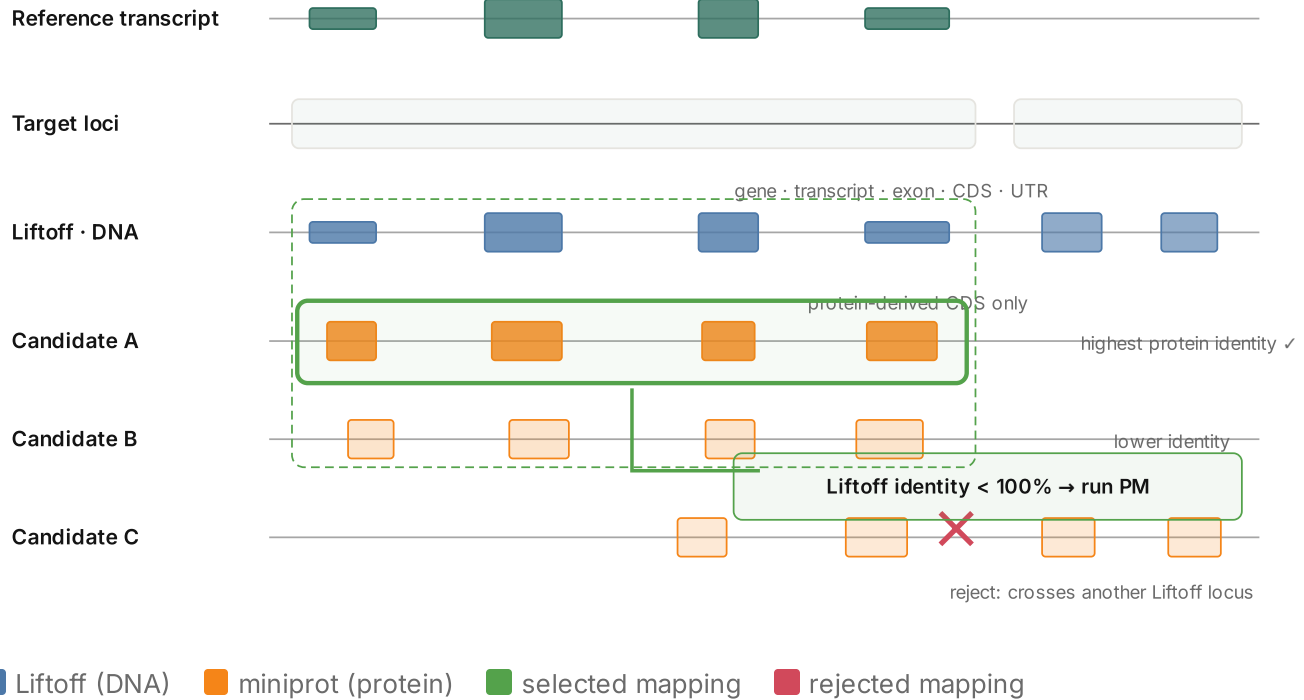 Reference transcript
Target loci
gene · transcript · exon · CDS · UTR
Liftoff · DNA
protein-derived CDS only
Candidate A
highest protein identity ✓
Candidate B
lower identity
Liftoff identity < 100% → run PM
Candidate C
reject: crosses another Liftoff locus
Liftoff (DNA)
miniprot (protein)
selected mapping
rejected mapping